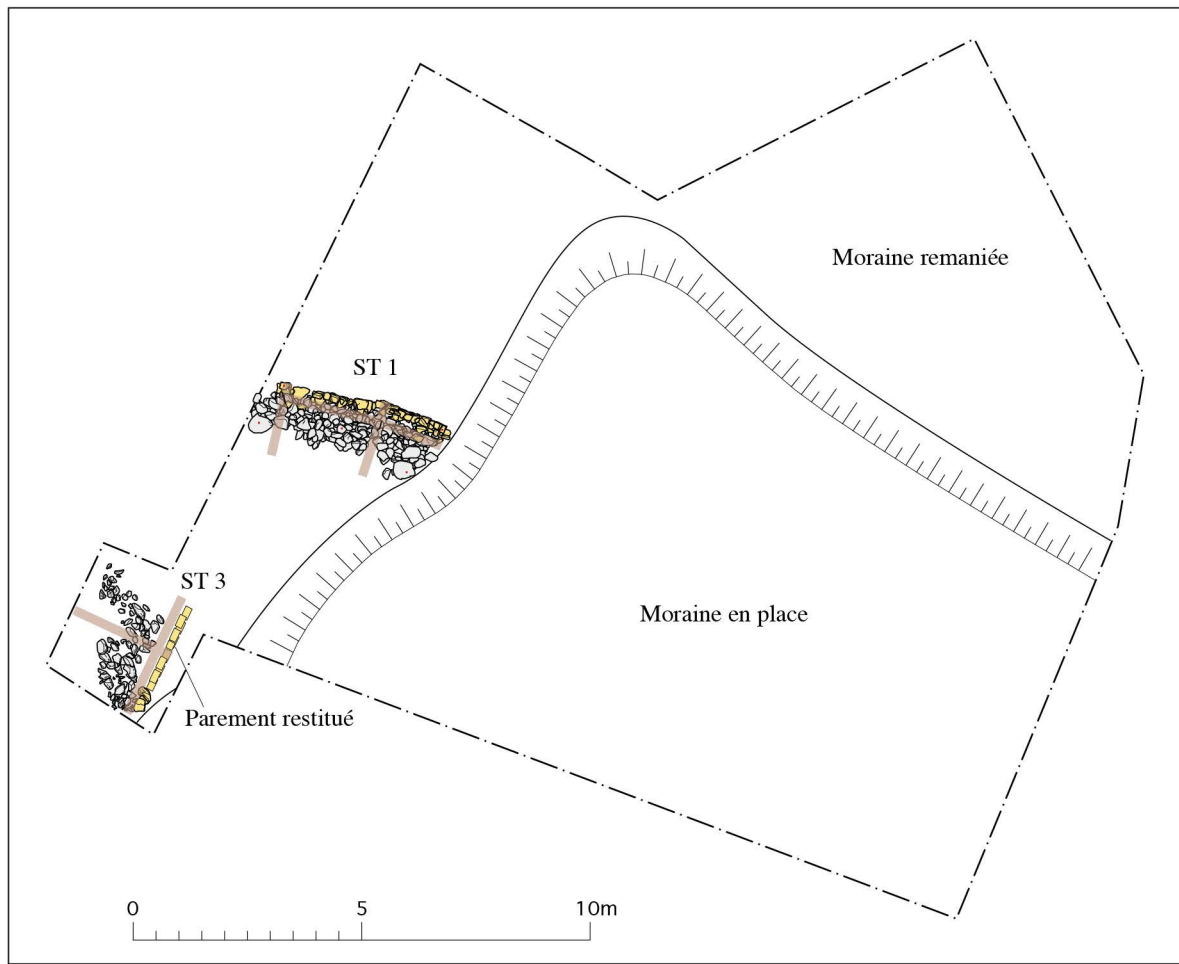 Moraine remaniée
ST 1
ST 3
Moraine en place
Parement restitué
0 5 10m